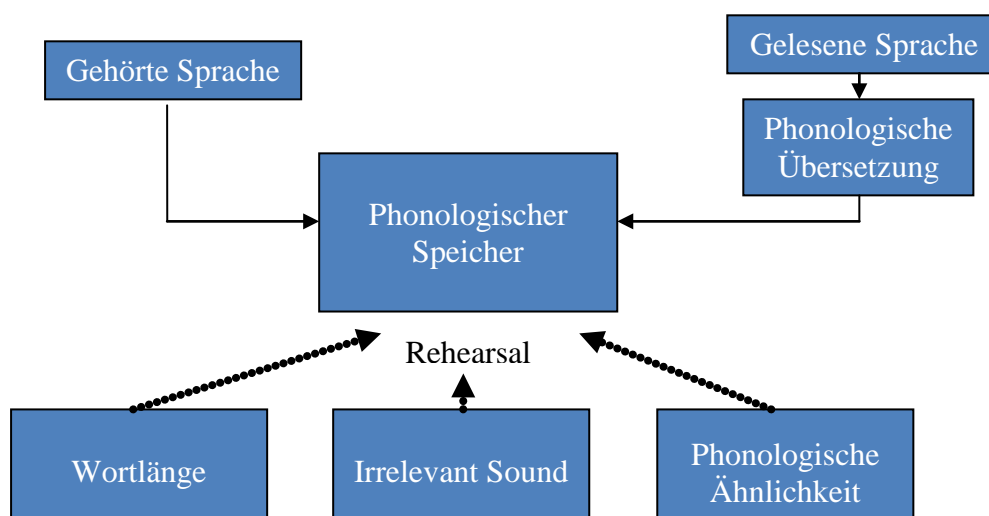 Gehörte Sprache
Gelesene Sprache
Phonologische
Übersetzung
Phonologischer
Speicher
Rehearsal
Wortlänge
Irrelevant Sound
Phonologische
Ähnlichkeit